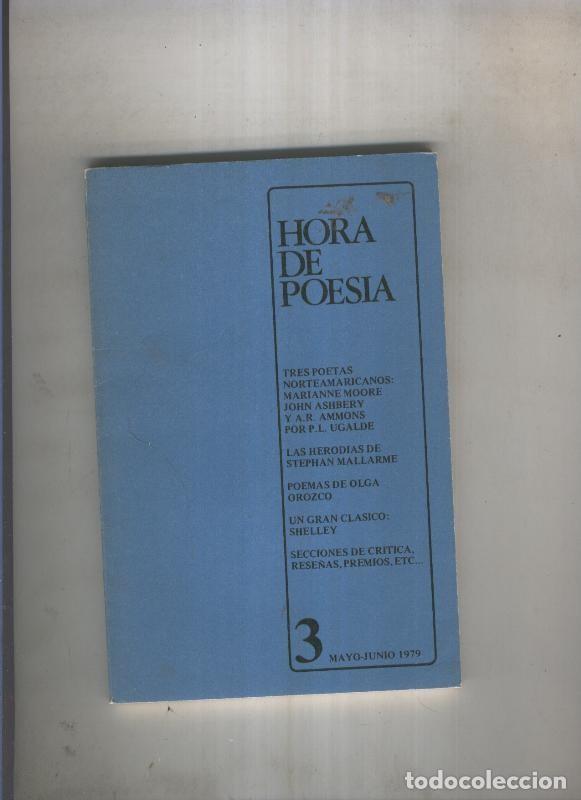 HORA
DE
POESIA
TRES POETAS
NORTEAMARICANOS:
MARIANNE MOORE
JOHN ASHBERY
Y A.R. AMMONS
POR P.L. UGALDE
LAS HERODIAS DE
STEPHAN MALLARME
POEMAS DE OLGA
OROZCO
UN GRAN CLASICO:
SHELLEY
SECCIONES DE CRITICA,
RESEÑAS, PREMIOS, ETC...
3 MAYO-JUNIO 1979
todocoleccion